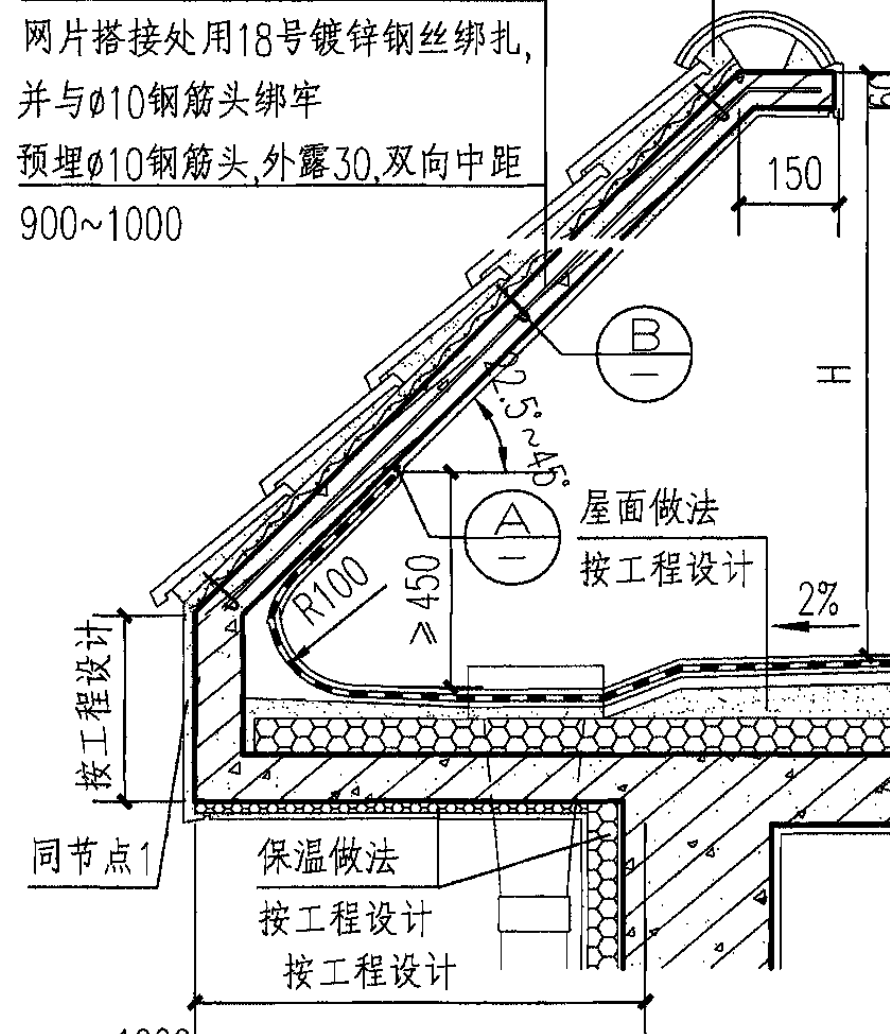 网片搭接处用18号镀锌钢丝绑扎,
并与φ10钢筋头绑牢
预埋φ10钢筋头,外露30,双向中距
900~1000
150
B
—
H
22.5°~45°
A
—
屋面做法
按工程设计
R100
≥450
2%
按工程设计
同节点1
保温做法
按工程设计
按工程设计